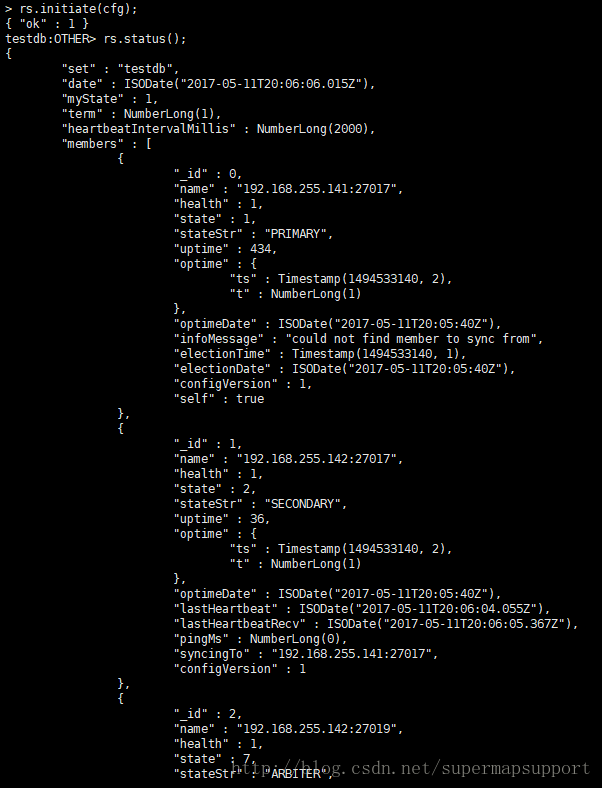 > rs.initiate(cfg);
{ "ok" : 1 }
testdb:OTHER> rs.status();
{
        "set" : "testdb",
        "date" : ISODate("2017-05-11T20:06:06.015Z"),
        "myState" : 1,
        "term" : NumberLong(1),
        "heartbeatIntervalMillis" : NumberLong(2000),
        "members" : [
                {
                        "_id" : 0,
                        "name" : "192.168.255.141:27017",
                        "health" : 1,
                        "state" : 1,
                        "stateStr" : "PRIMARY",
                        "uptime" : 434,
                        "optime" : {
                                "ts" : Timestamp(1494533140, 2),
                                "t" : NumberLong(1)
                        },
                        "optimeDate" : ISODate("2017-05-11T20:05:40Z"),
                        "infoMessage" : "could not find member to sync from",
                        "electionTime" : Timestamp(1494533140, 1),
                        "electionDate" : ISODate("2017-05-11T20:05:40Z"),
                        "configVersion" : 1,
                        "self" : true
                },
                {
                        "_id" : 1,
                        "name" : "192.168.255.142:27017",
                        "health" : 1,
                        "state" : 2,
                        "stateStr" : "SECONDARY",
                        "uptime" : 36,
                        "optime" : {
                                "ts" : Timestamp(1494533140, 2),
                                "t" : NumberLong(1)
                        },
                        "optimeDate" : ISODate("2017-05-11T20:05:40Z"),
                        "lastHeartbeat" : ISODate("2017-05-11T20:06:04.055Z"),
                        "lastHeartbeatRecv" : ISODate("2017-05-11T20:06:05.367Z"),
                        "pingMs" : NumberLong(0),
                        "syncingTo" : "192.168.255.141:27017",
                        "configVersion" : 1
                },
                {
                        "_id" : 2,
                        "name" : "192.168.255.142:27019",
                        "health" : 1,
                        "state" : 7,
                        "stateStr" : "ARBITER",
http://blog.csdn.net/supermapsupport